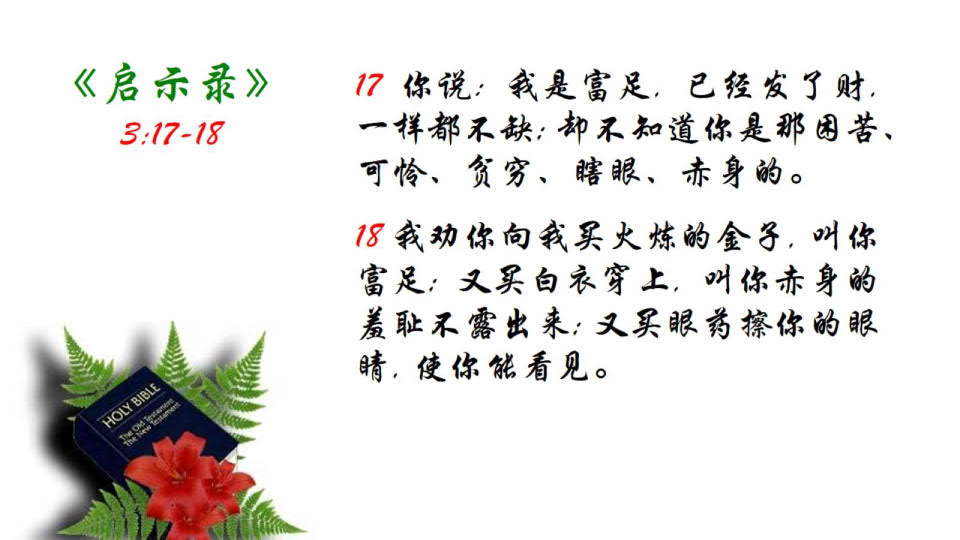 《启示录》
3:17-18
17 你说：我是富足，已经发了财，
一样都不缺；却不知道你是那困苦、
可怜、贫穷、瞎眼、赤身的。
18 我劝你向我买火炼的金子，叫你
富足；又买白衣穿上，叫你赤身的
羞耻不露出来；又买眼药擦你的眼
睛，使你能看见。
HOLY BIBLE
The Old Testament
The New Testament